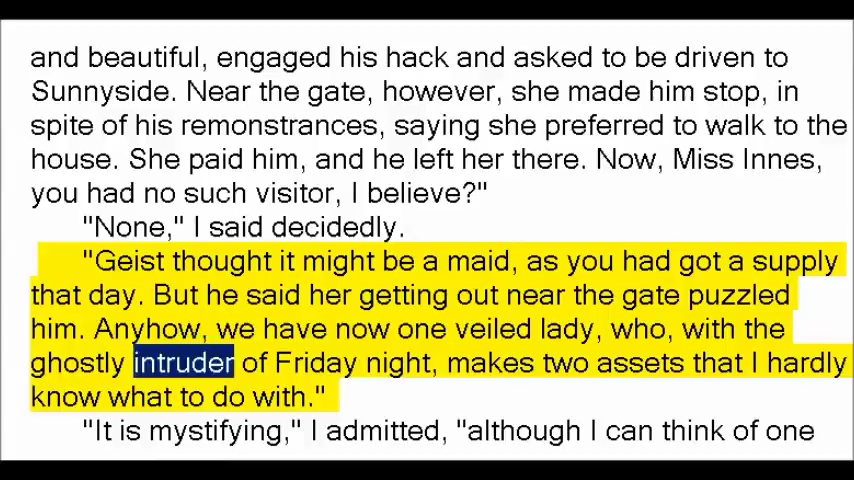 and beautiful, engaged his hack and asked to be driven to
Sunnyside. Near the gate, however, she made him stop, in
spite of his remonstrances, saying she preferred to walk to the
house. She paid him, and he left her there. Now, Miss Innes,
you had no such visitor, I believe?"
"None," I said decidedly.
"Geist thought it might be a maid, as you had got a supply
that day. But he said her getting out near the gate puzzled
him. Anyhow, we have now one veiled lady, who, with the
ghostly intruder of Friday night, makes two assets that I hardly
know what to do with."
"It is mystifying," I admitted, "although I can think of one